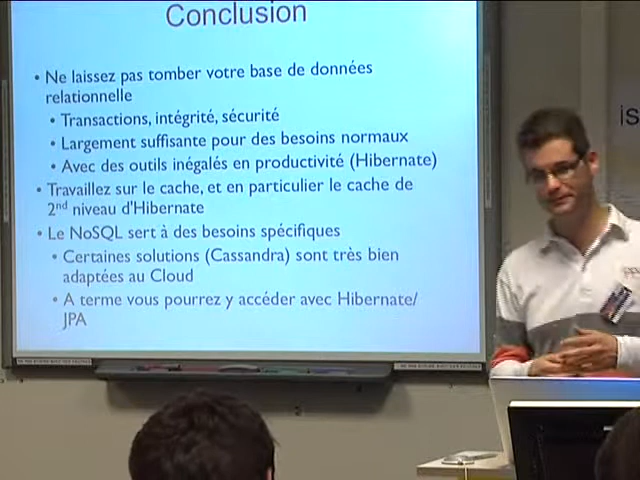 Conclusion
• Ne laissez pas tomber votre base de données
relationnelle
• Transactions, intégrité, sécurité
• Largement suffisante pour des besoins normaux
• Avec des outils inégalés en productivité (Hibernate)
• Travaillez sur le cache, et en particulier le cache de
2nd niveau d'Hibernate
• Le NoSQL sert à des besoins spécifiques
• Certaines solutions (Cassandra) sont très bien
adaptées au Cloud
• A terme vous pourrez y accéder avec Hibernate/
JPA
is